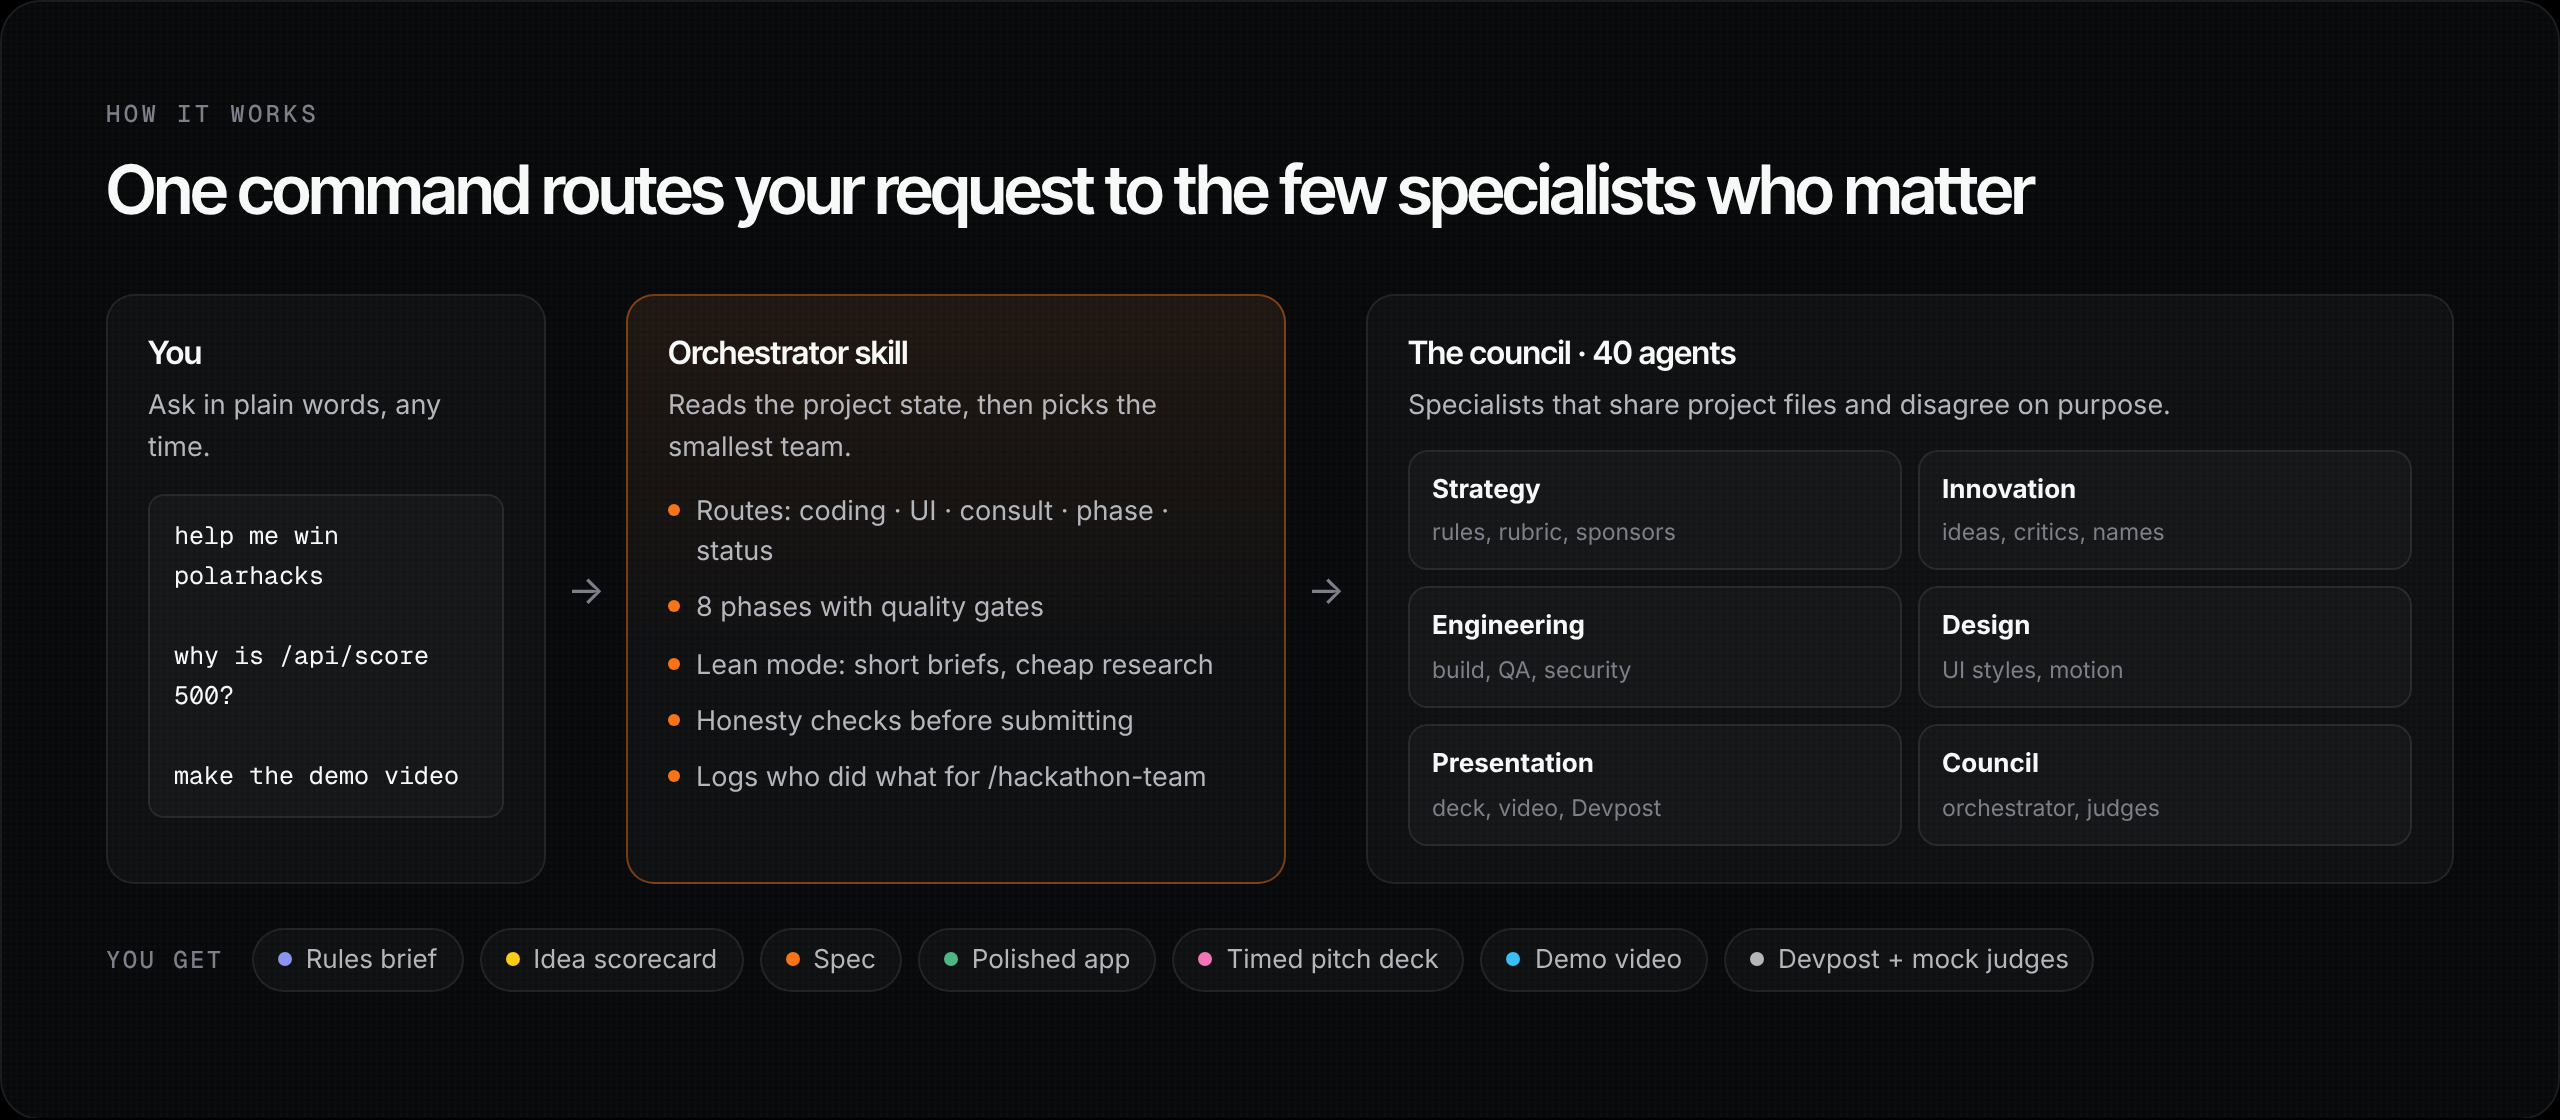 HOW IT WORKS
One command routes your request to the few specialists who matter
You
Ask in plain words, any
time.
help me win
polarhacks
why is /api/score
500?
make the demo video
→
Orchestrator skill
Reads the project state, then picks the
smallest team.
Routes: coding · UI · consult · phase ·
status
8 phases with quality gates
Lean mode: short briefs, cheap research
Honesty checks before submitting
Logs who did what for /hackathon-team
→
The council · 40 agents
Specialists that share project files and disagree on purpose.
Strategy
rules, rubric, sponsors
Innovation
ideas, critics, names
Engineering
build, QA, security
Design
UI styles, motion
Presentation
deck, video, Devpost
Council
orchestrator, judges
YOU GET
Rules brief
Idea scorecard
Spec
Polished app
Timed pitch deck
Demo video
Devpost + mock judges